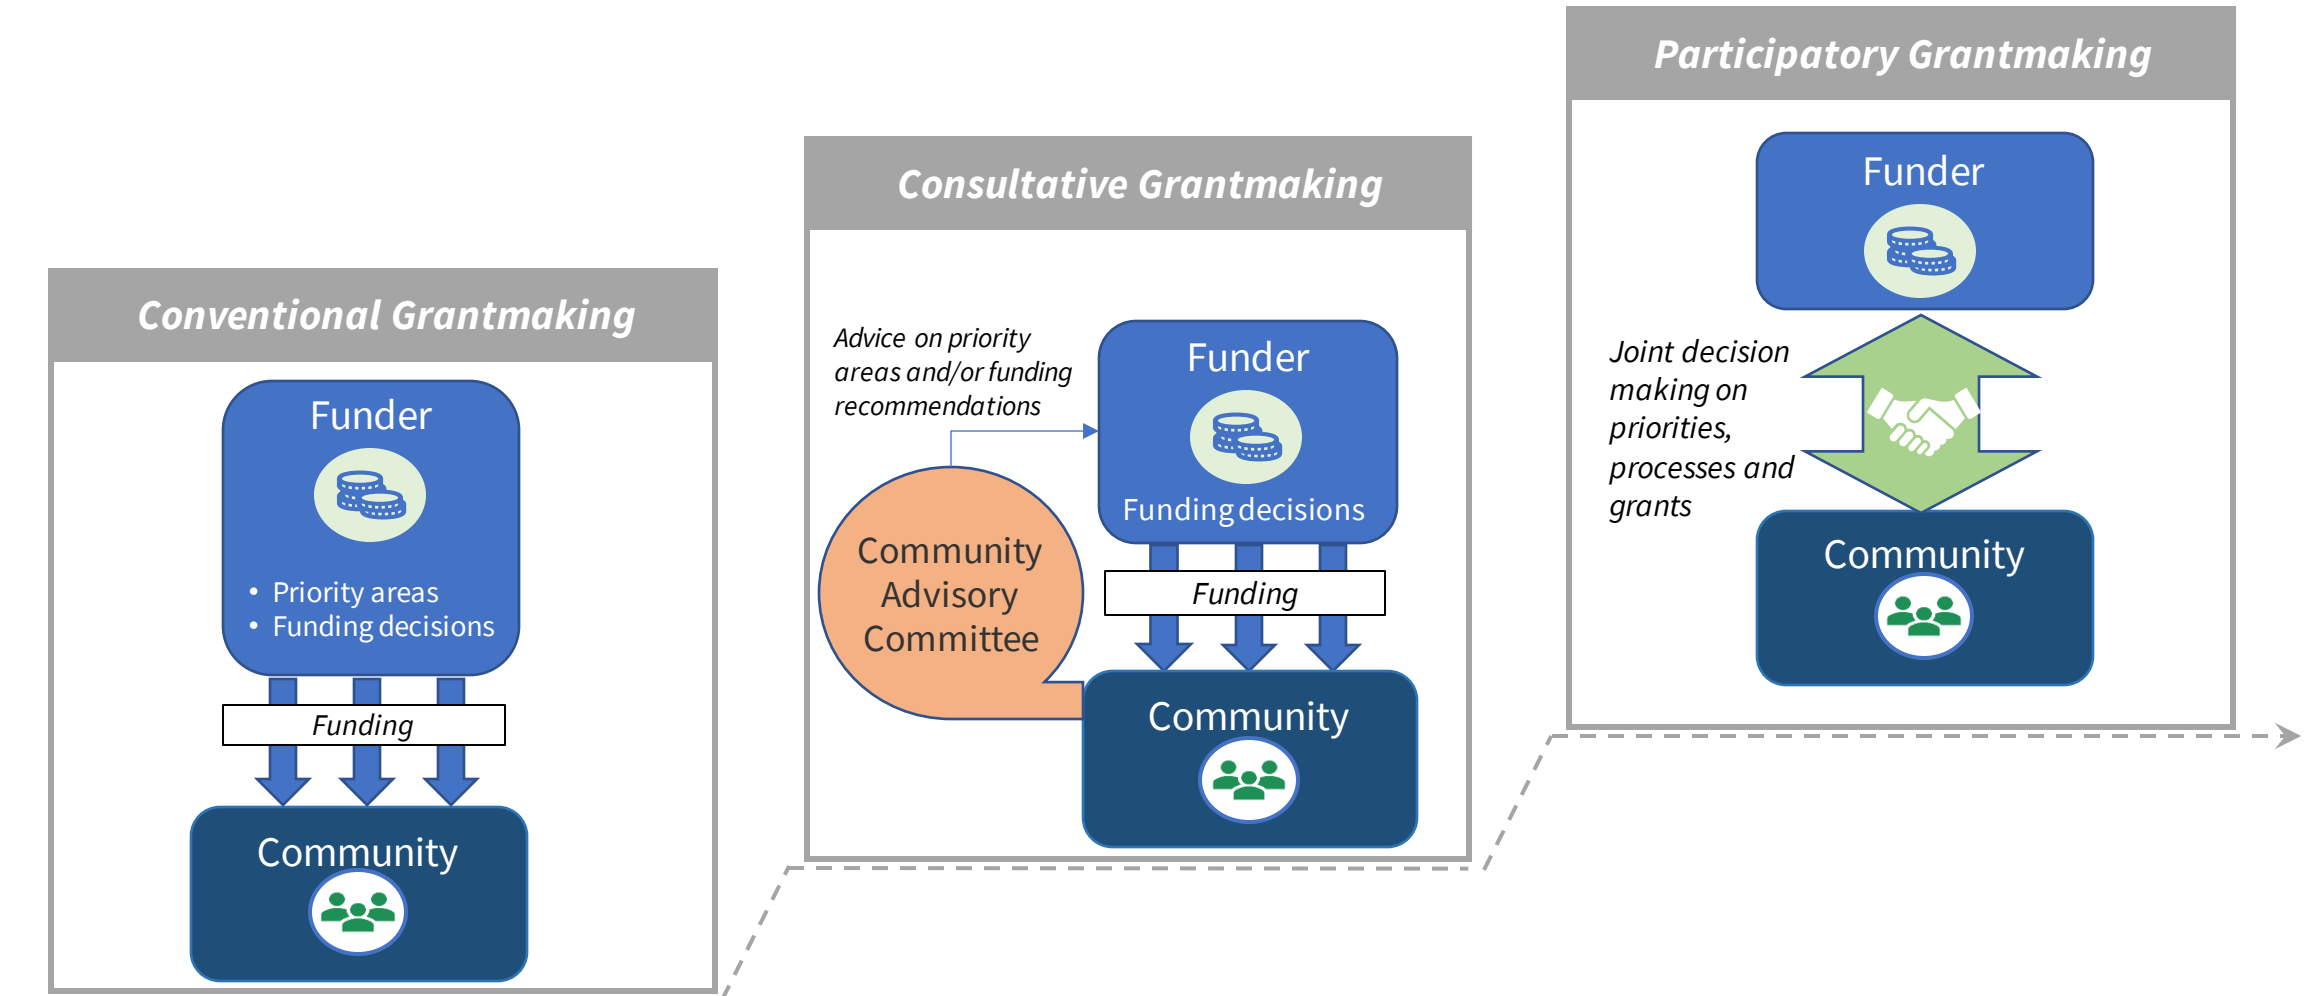 Conventional Grantmaking
Funder
• Priority areas
• Funding decisions
Funding
Community
Consultative Grantmaking
Advice on priority
areas and/or funding
recommendations
Funder
Funding decisions
Community
Advisory
Committee
Funding
Community
Participatory Grantmaking
Funder
Joint decision
making on
priorities,
processes and
grants
Community